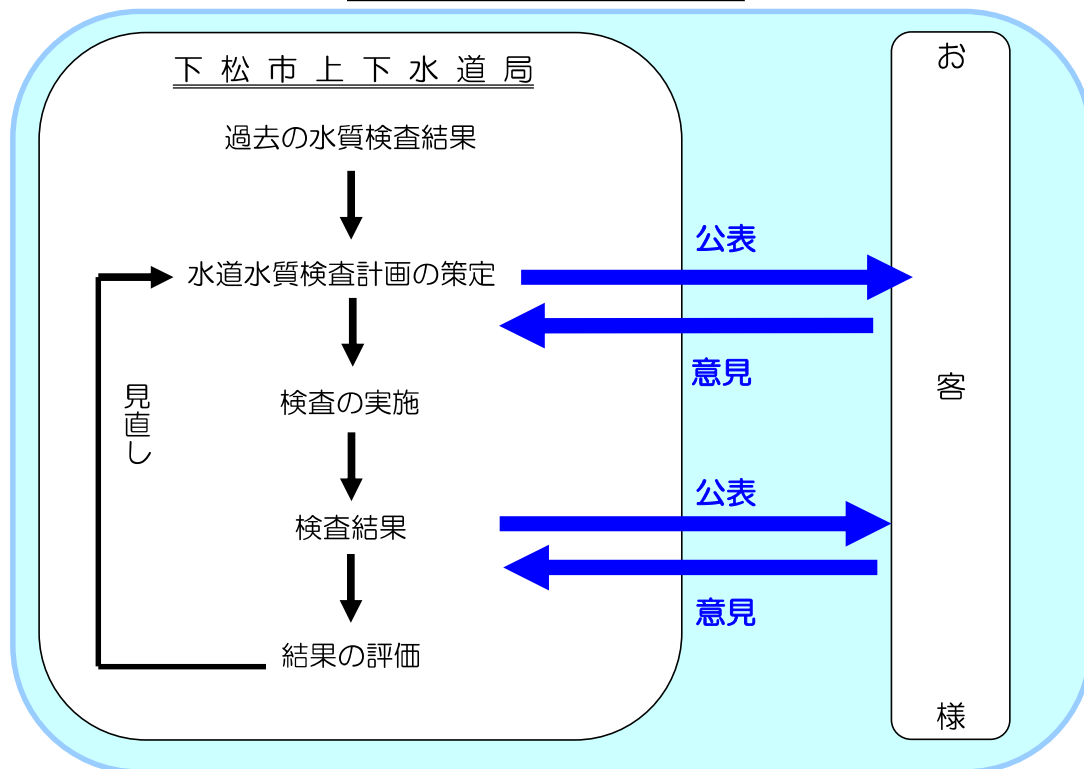 下松市上下水道局
過去の水質検査結果
公表
水道水質検査計画の策定
意見
検査の実施
見直し
公表
検査結果
意見
結果の評価
お客様